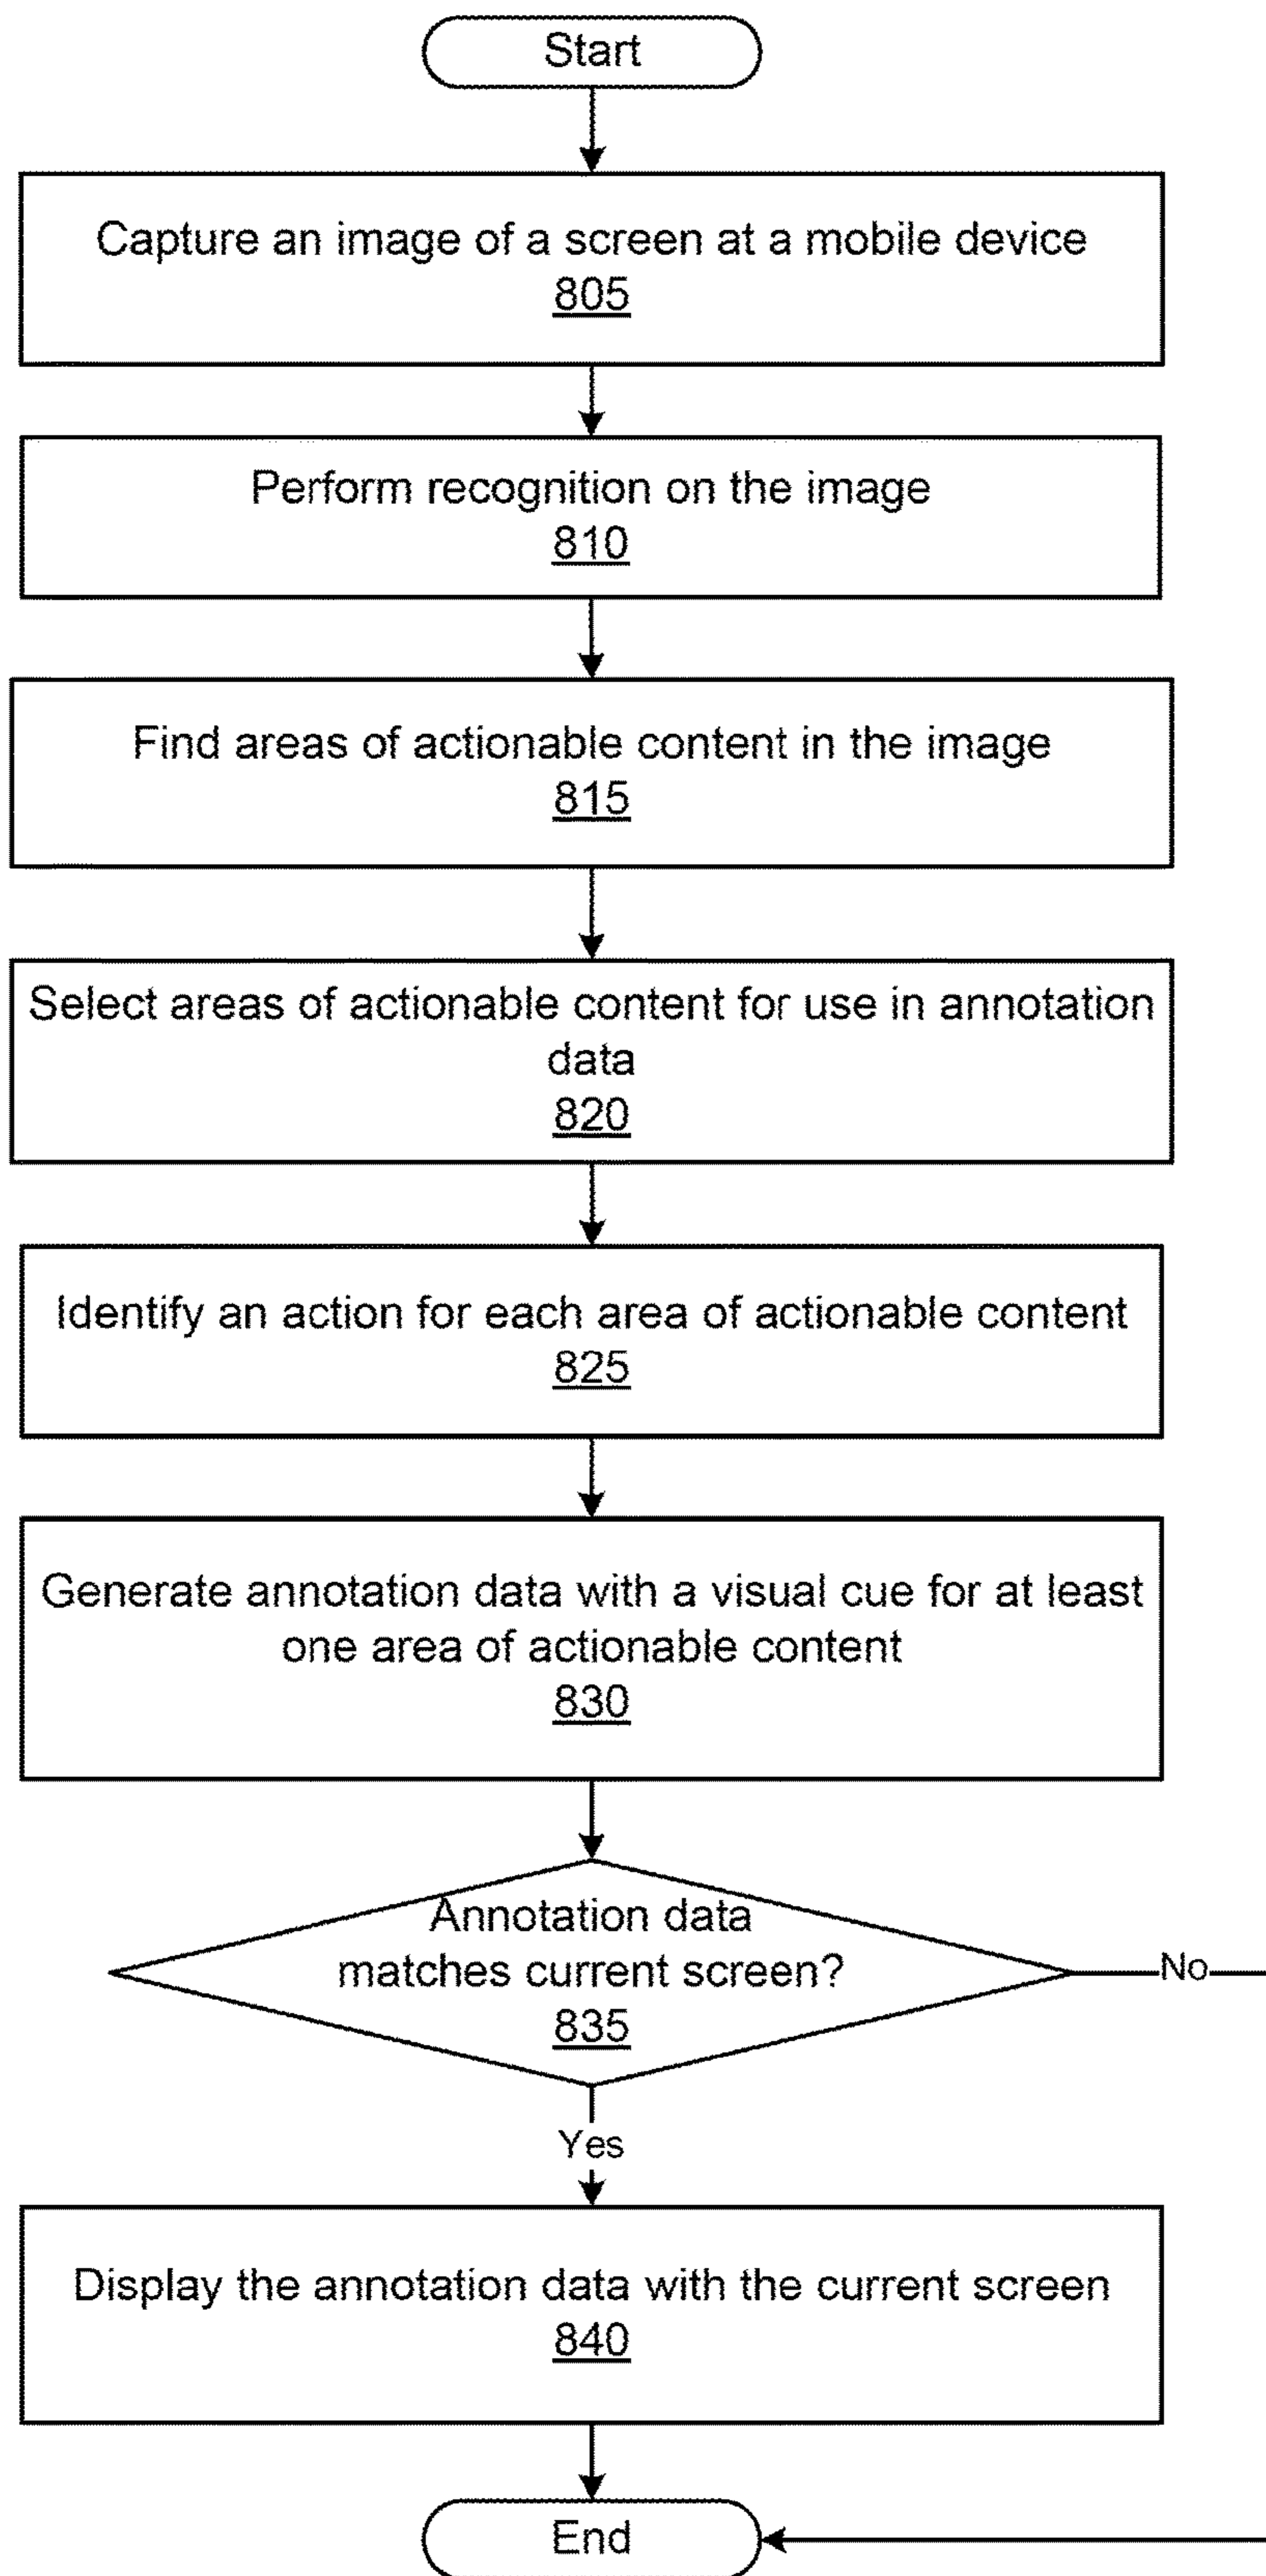 Start
Capture an image of a screen at a mobile device
805
Perform recognition on the image
810
Find areas of actionable content in the image
815
Select areas of actionable content for use in annotation
data
820
Identify an action for each area of actionable content
825
Generate annotation data with a visual cue for at least
one area of actionable content
830
Annotation data
matches current screen?
835
No
Yes
Display the annotation data with the current screen
840
End